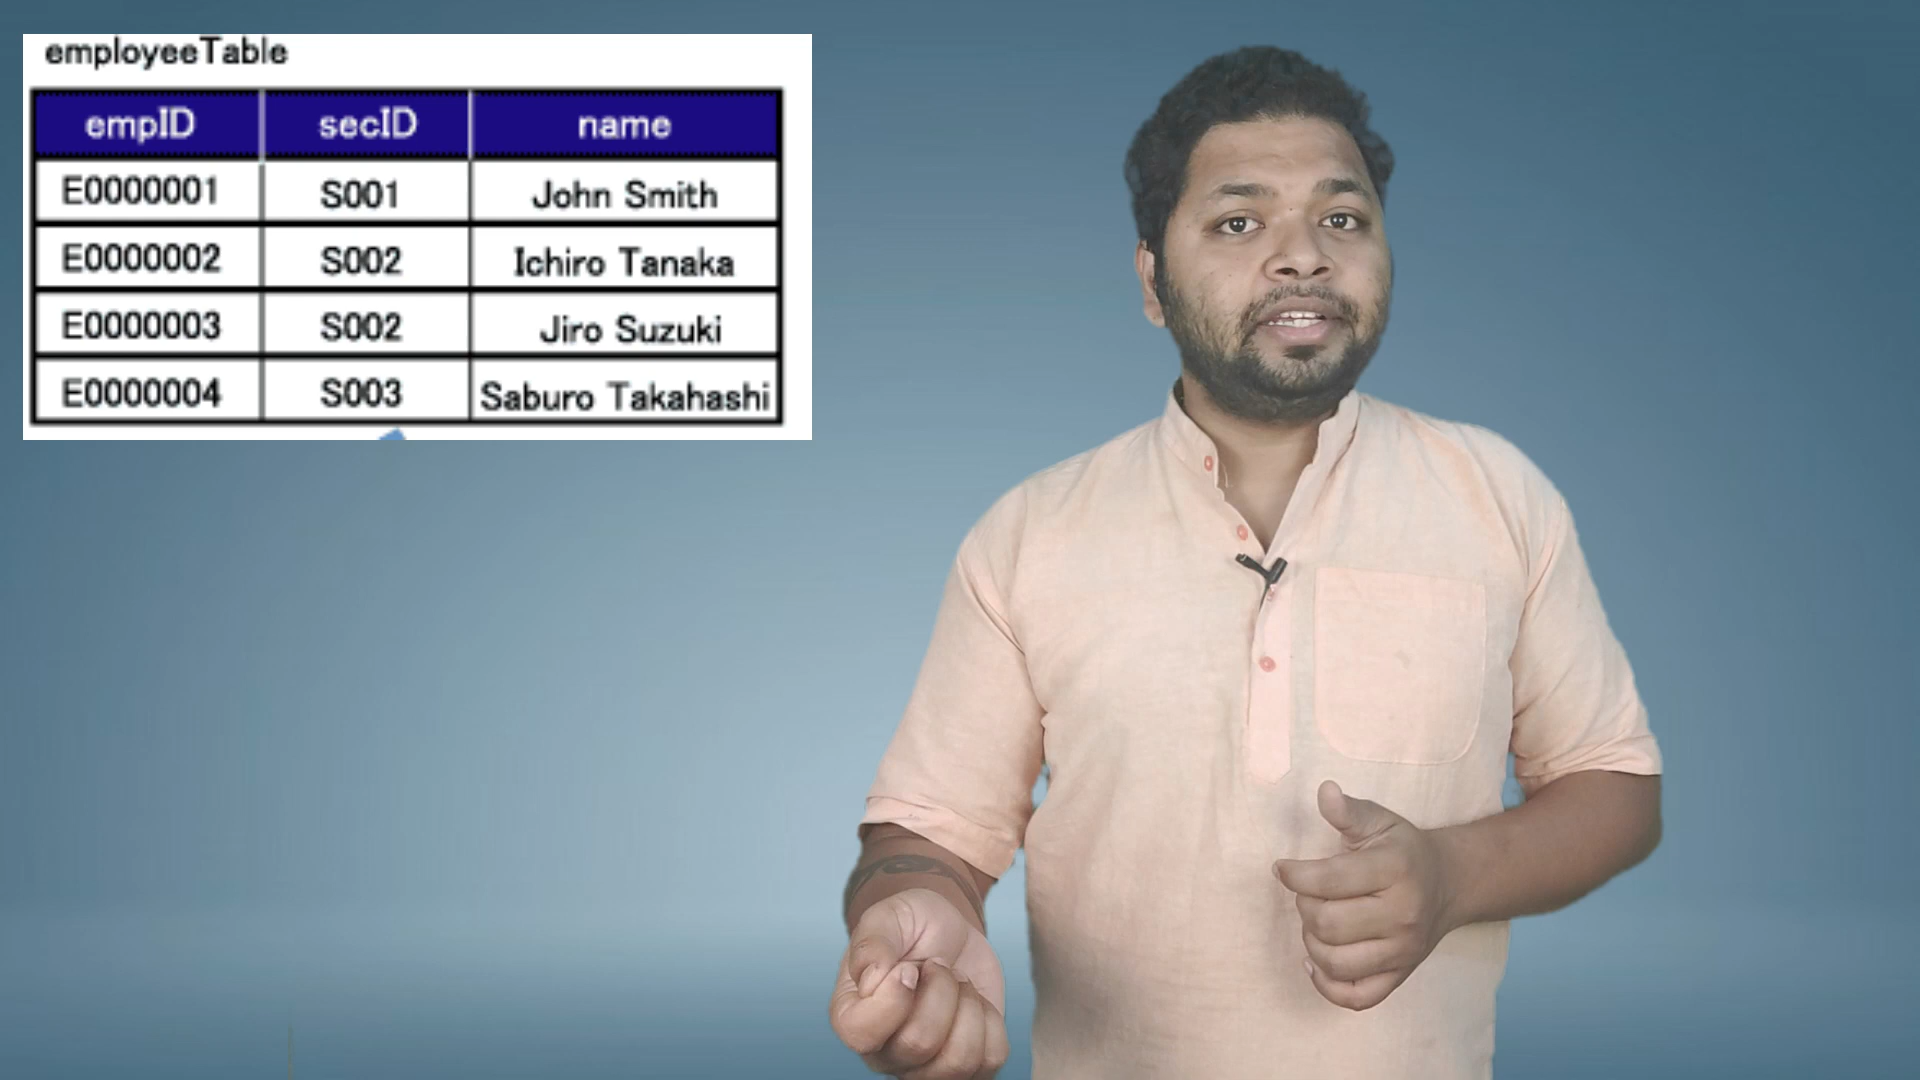 employeeTable
empID secID name
E0000001 S001 John Smith
E0000002 S002 Ichiro Tanaka
E0000003 S002 Jiro Suzuki
E0000004 S003 Saburo Takahashi